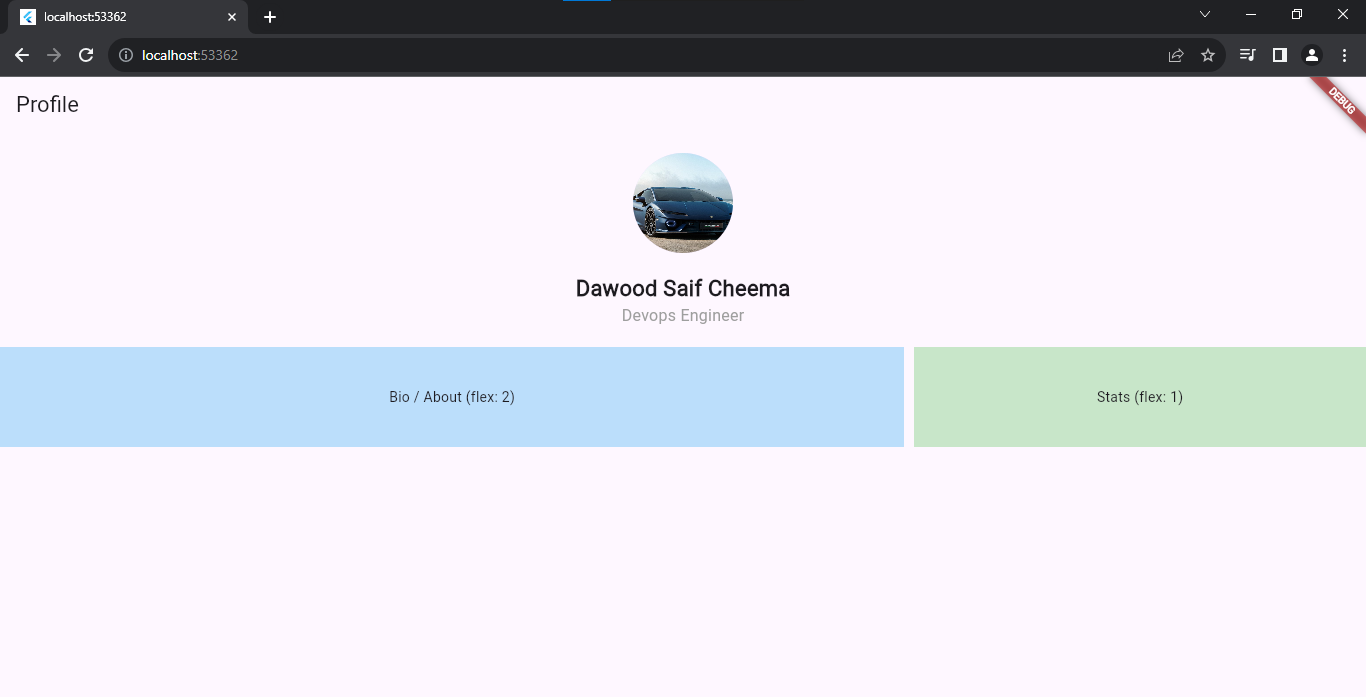 localhost:53362
localhost:53362
Profile
DEBUG
Dawood Saif Cheema
Devops Engineer
Bio / About (flex: 2)
Stats (flex: 1)